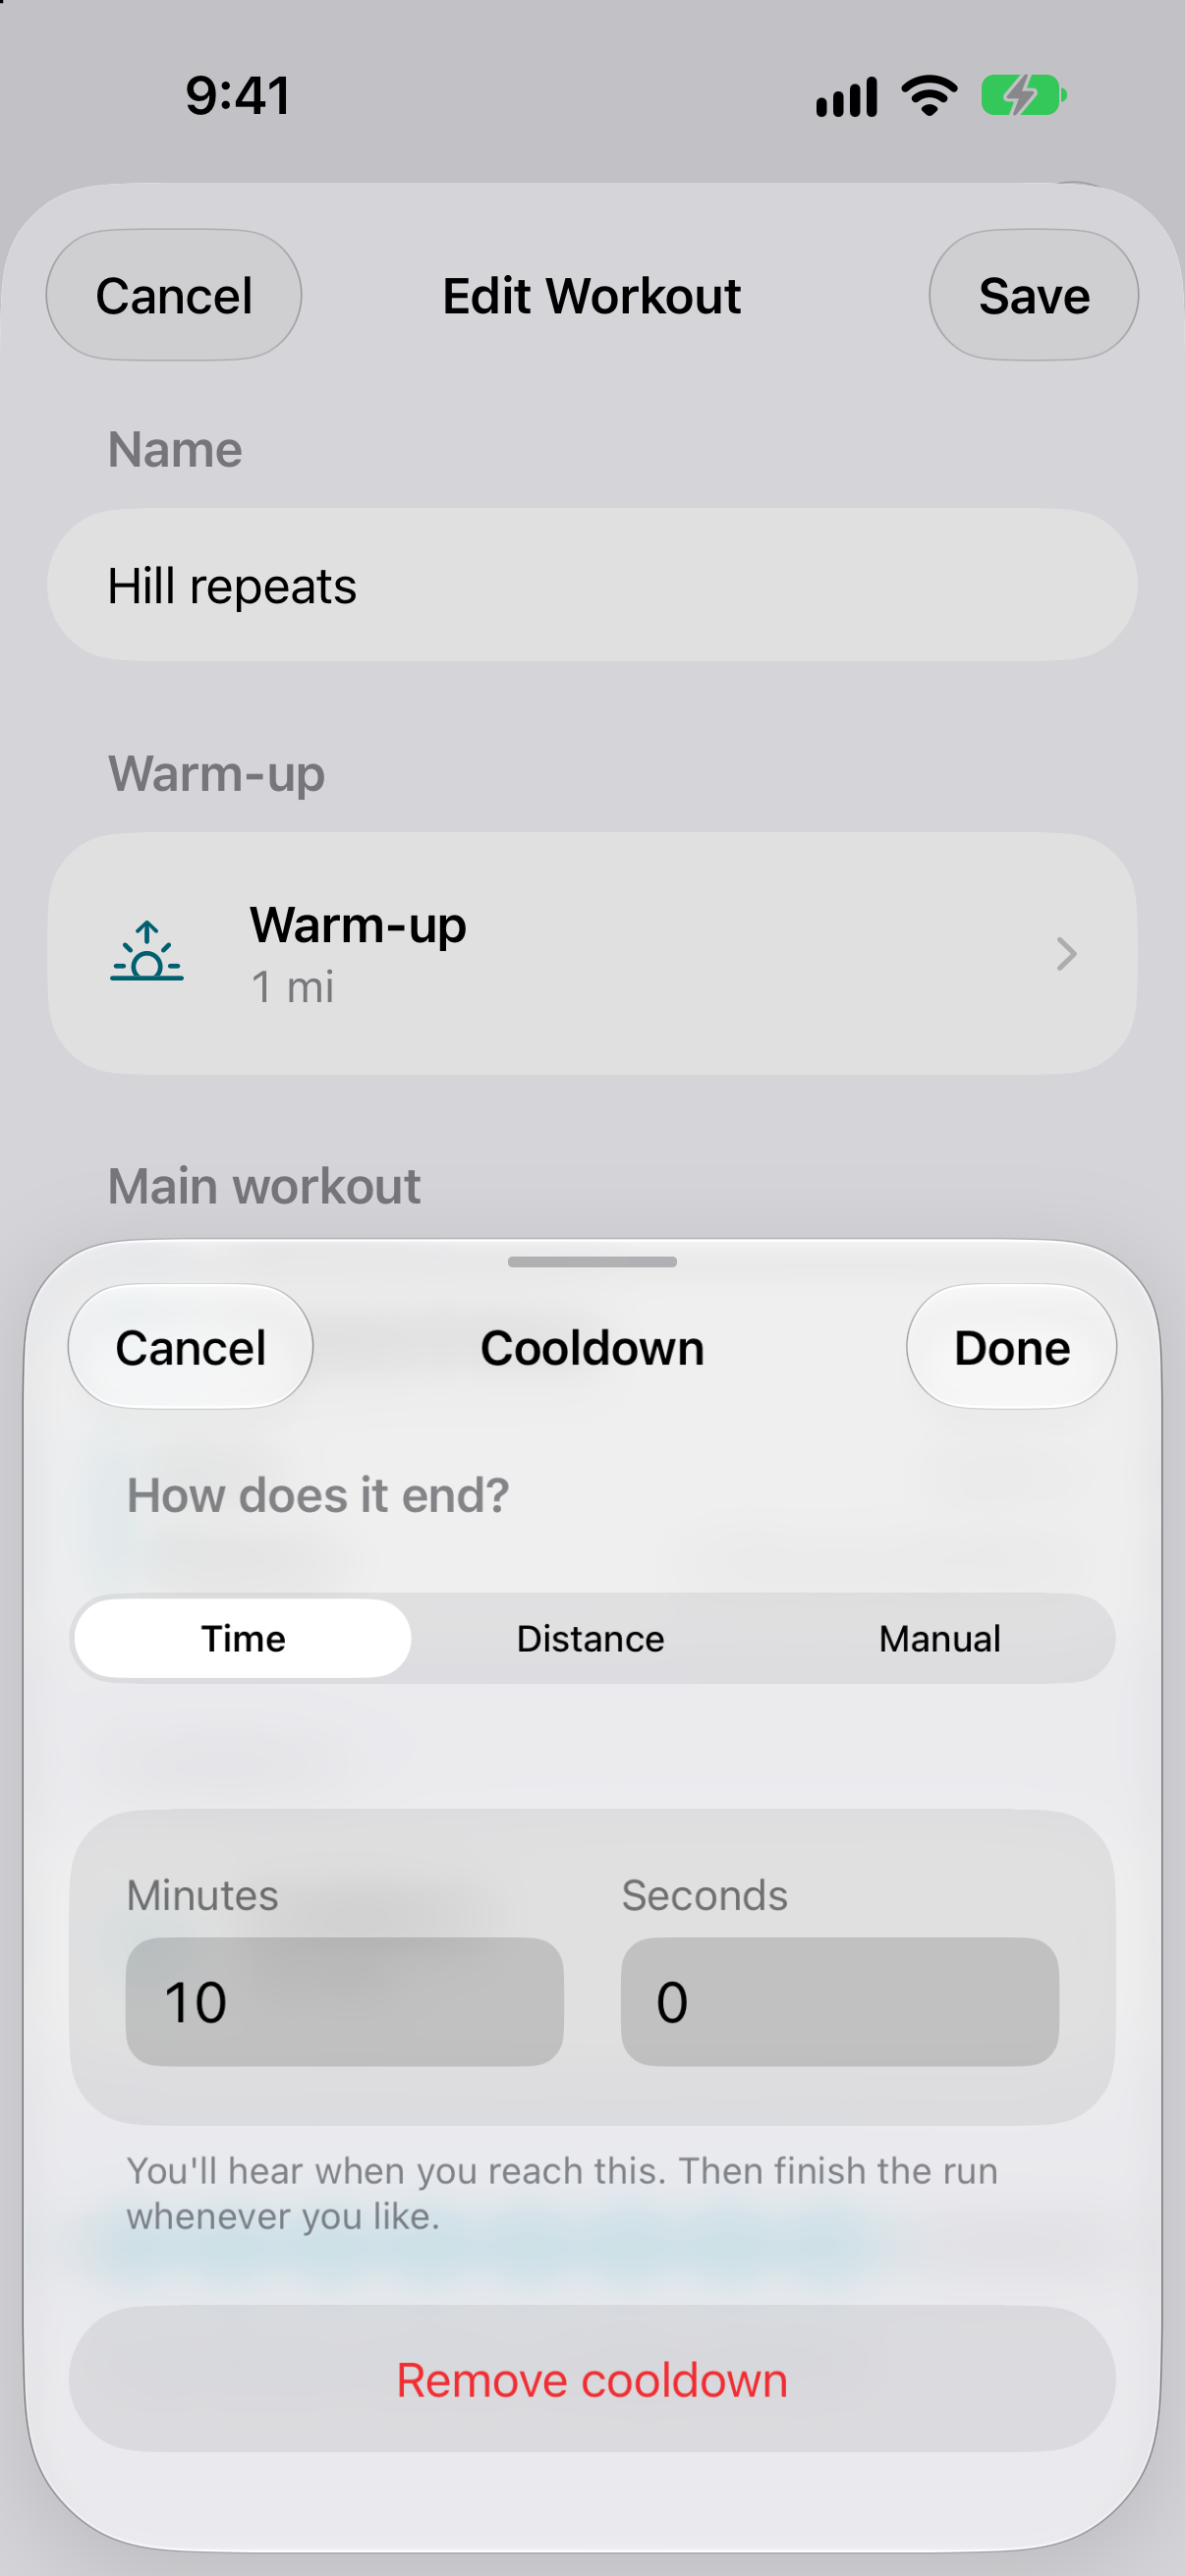 9:41
Cancel
Edit Workout
Save
Name
Hill repeats
Warm-up
Warm-up
1 mi
Main workout
Cancel
Cooldown
Done
How does it end?
Time
Distance
Manual
Minutes
Seconds
10
0
You'll hear when you reach this. Then finish the run
whenever you like.
Remove cooldown